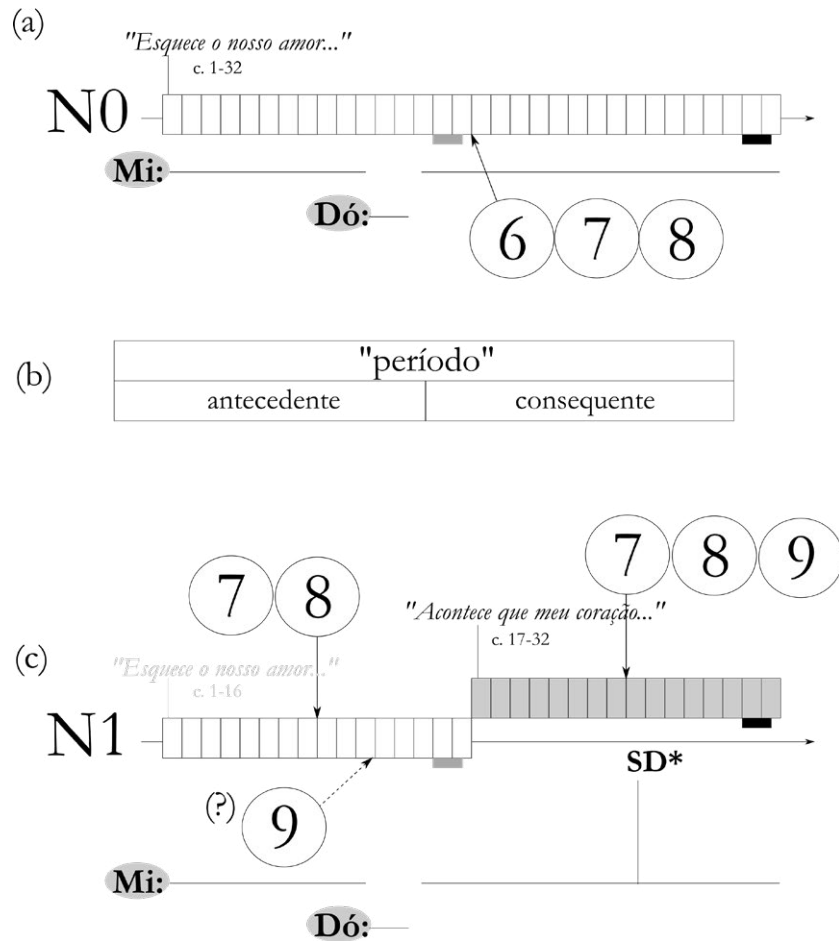 (a)
"Esquece o nosso amor..."
c. 1-32
N0
Mi:
Dó:
6 7 8
(b)
"período"
antecedente consequente
7 8
7 8 9
"Acontece que meu coração..."
c. 17-32
(c)
"Esquece o nosso amor..."
c. 1-16
N1
SD*
(?)
9
Mi:
Dó: